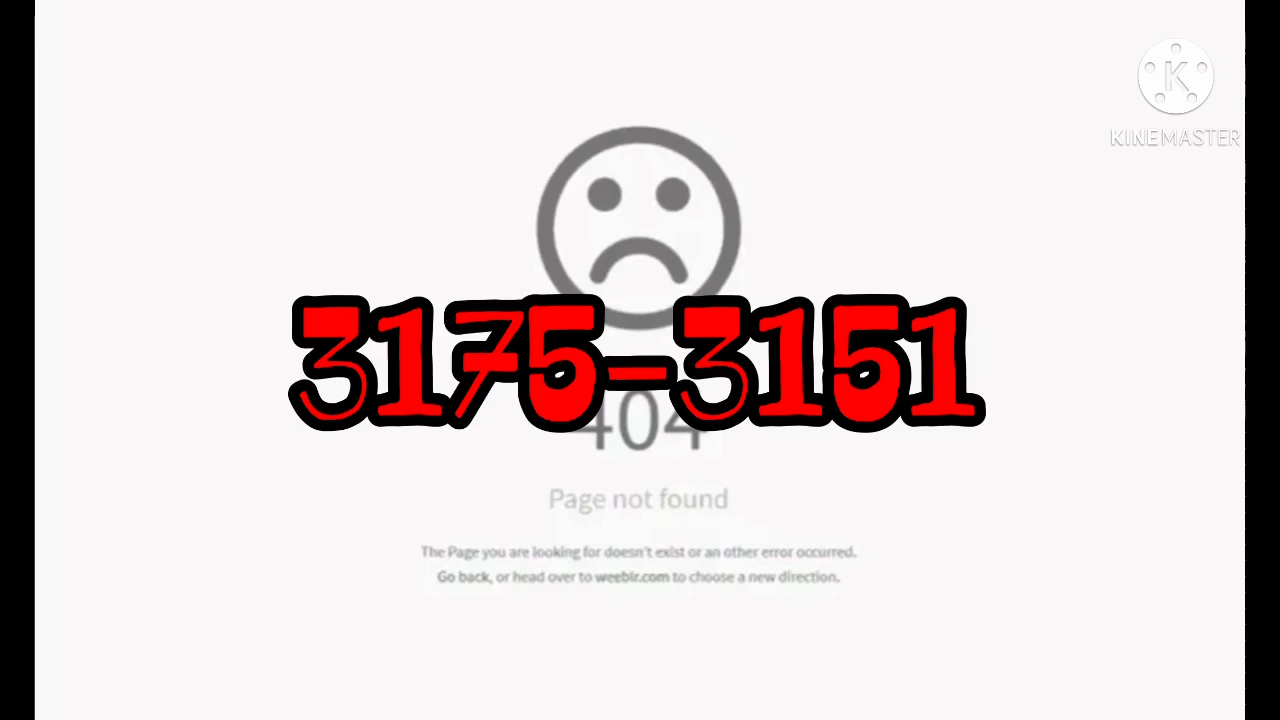 KINEMASTER
3175-3151
404
Page not found
The Page you are looking for doesn't exist or an other error occurred.
Go back, or head over to weeblr.com to choose a new direction.